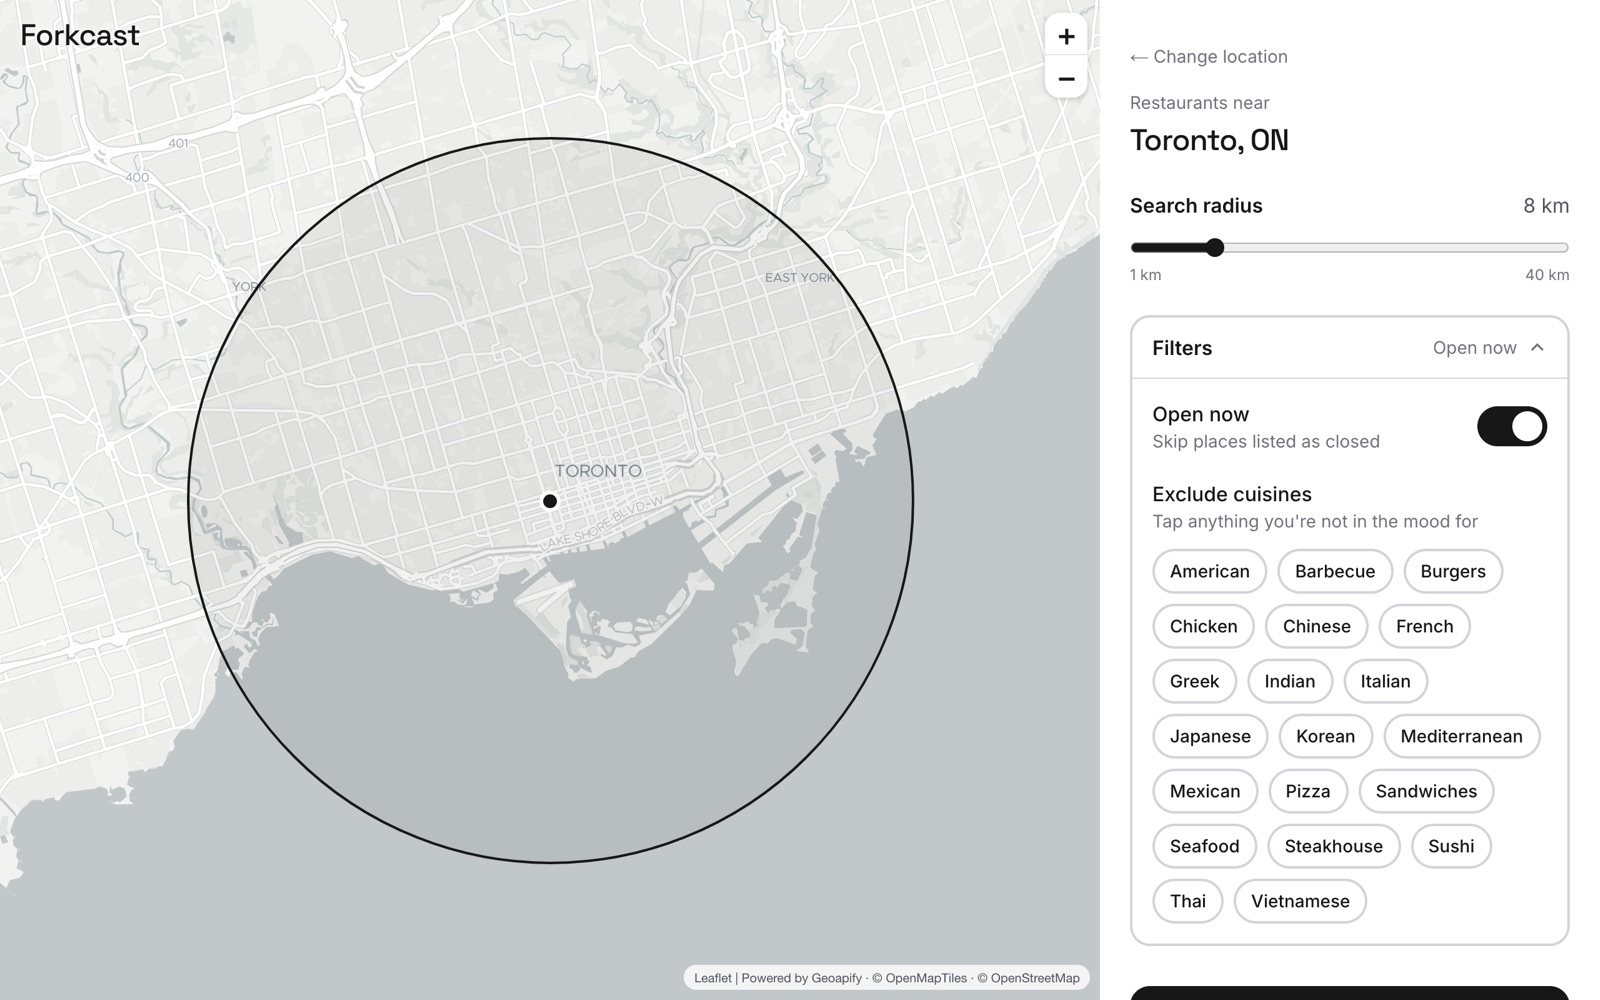 Forkcast
+
−
401
400
YORK
EAST YORK
TORONTO
LAKE SHORE BLVD W
Leaflet | Powered by Geoapify · © OpenMapTiles · © OpenStreetMap
← Change location
Restaurants near
Toronto, ON
Search radius 8 km
1 km 40 km
Filters Open now
Open now
Skip places listed as closed
Exclude cuisines
Tap anything you're not in the mood for
American Barbecue Burgers
Chicken Chinese French
Greek Indian Italian
Japanese Korean Mediterranean
Mexican Pizza Sandwiches
Seafood Steakhouse Sushi
Thai Vietnamese